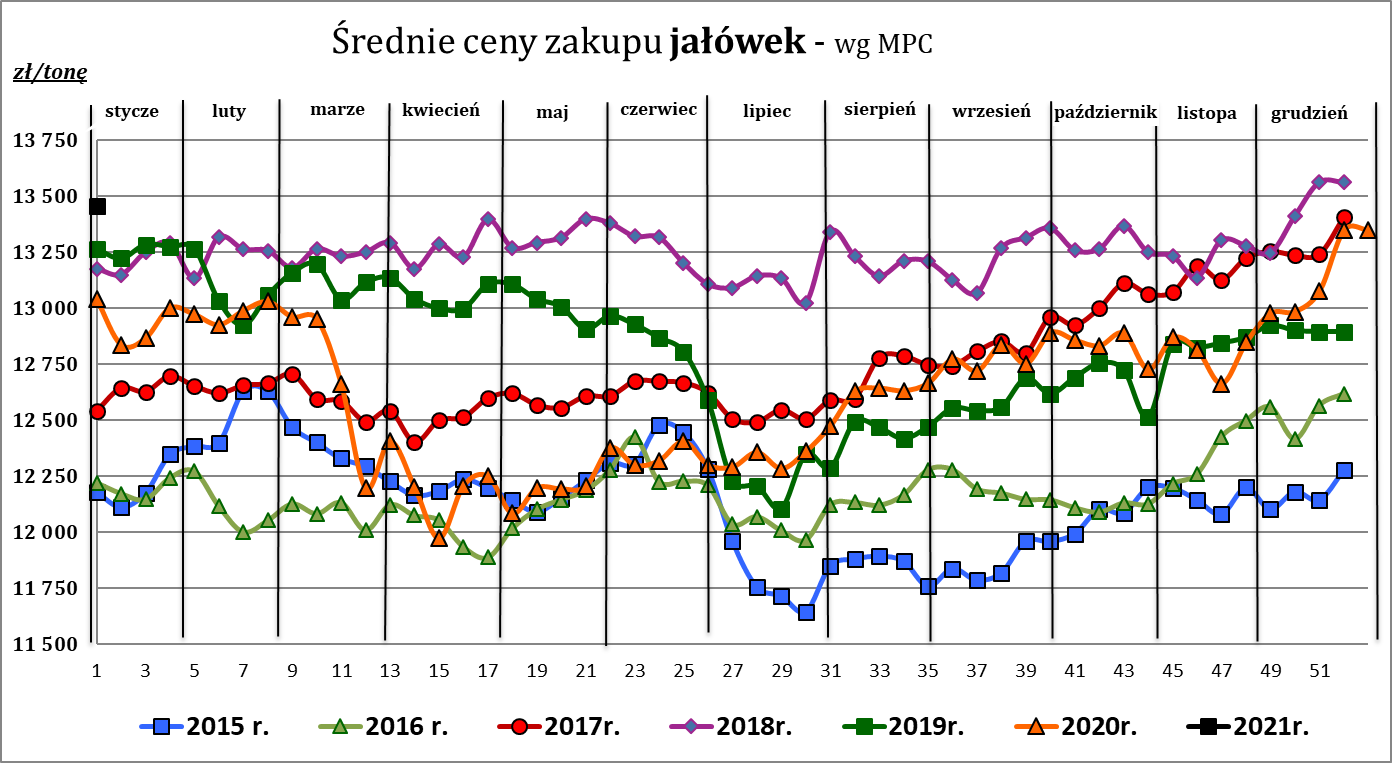 Średnie ceny zakupu jałówek - wg MPC
zł/tonę
stycze luty marze kwiecień maj czerwiec lipiec sierpień wrzesień październik listopa grudzień
13 750
13 500
13 250
13 000
12 750
12 500
12 250
12 000
11 750
11 500
1 3 5 7 9 11 13 15 17 19 21 23 25 27 29 31 33 35 37 39 41 43 45 47 49 51
2015 r. 2016 r. 2017r. 2018r. 2019r. 2020r. 2021r.